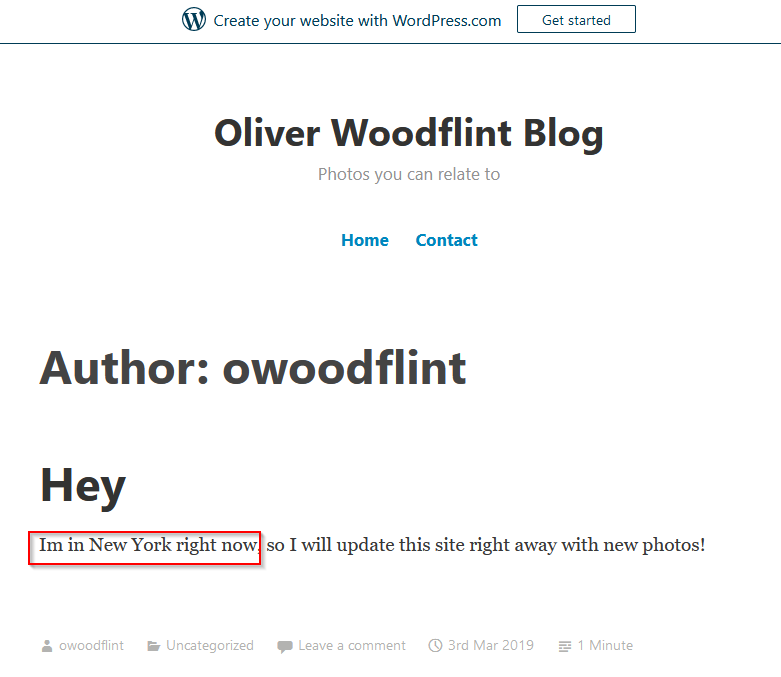 Create your website with WordPress.com Get started
Oliver Woodflint Blog
Photos you can relate to
Home Contact
Author: owoodflint
Hey
Im in New York right now, so I will update this site right away with new photos!
owoodflint Uncategorized Leave a comment 3rd Mar 2019 1 Minute